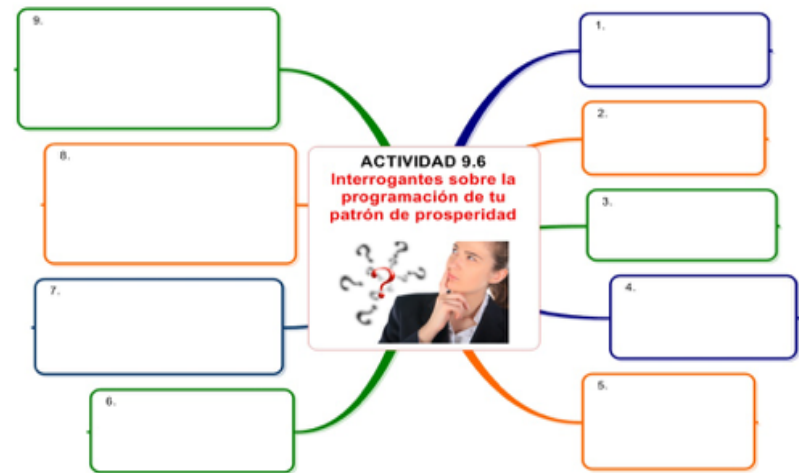 ACTIVIDAD 9.6
Interrogantes sobre la
programación de tu
patrón de prosperidad
1.
2.
3.
4.
5.
6.
7.
8.
9.